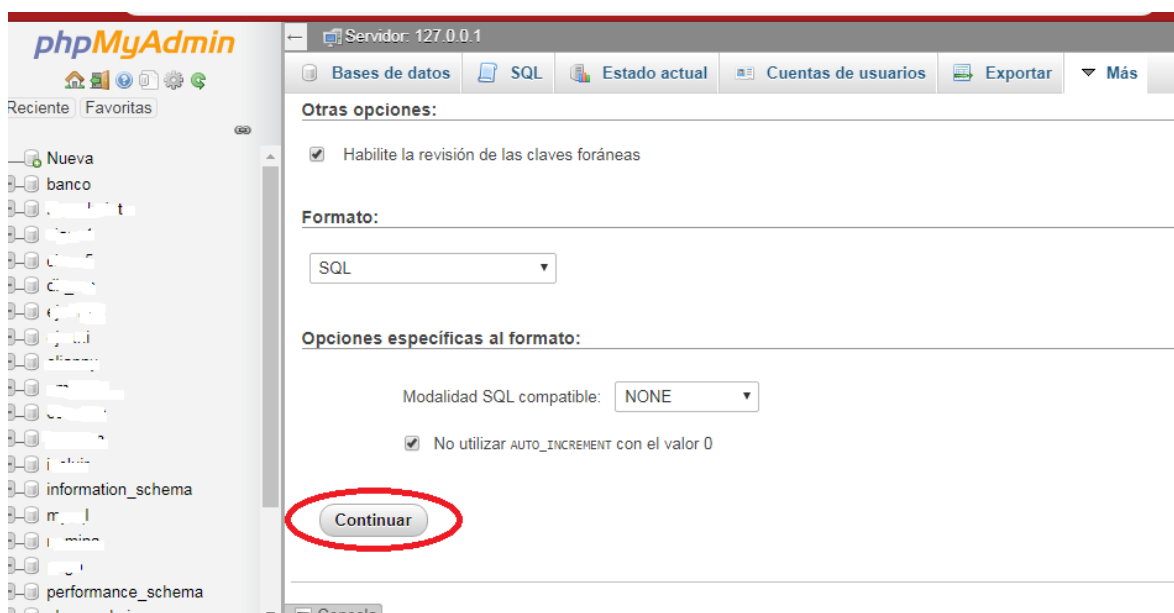 phpMyAdmin
Reciente Favoritas
Nueva
banco
information_schema
performance_schema
Servidor: 127.0.0.1
Bases de datos SQL Estado actual Cuentas de usuarios Exportar Más
Otras opciones:
Habilite la revisión de las claves foráneas
Formato:
SQL
Opciones específicas al formato:
Modalidad SQL compatible: NONE
No utilizar AUTO_INCREMENT con el valor 0
Continuar
Consola